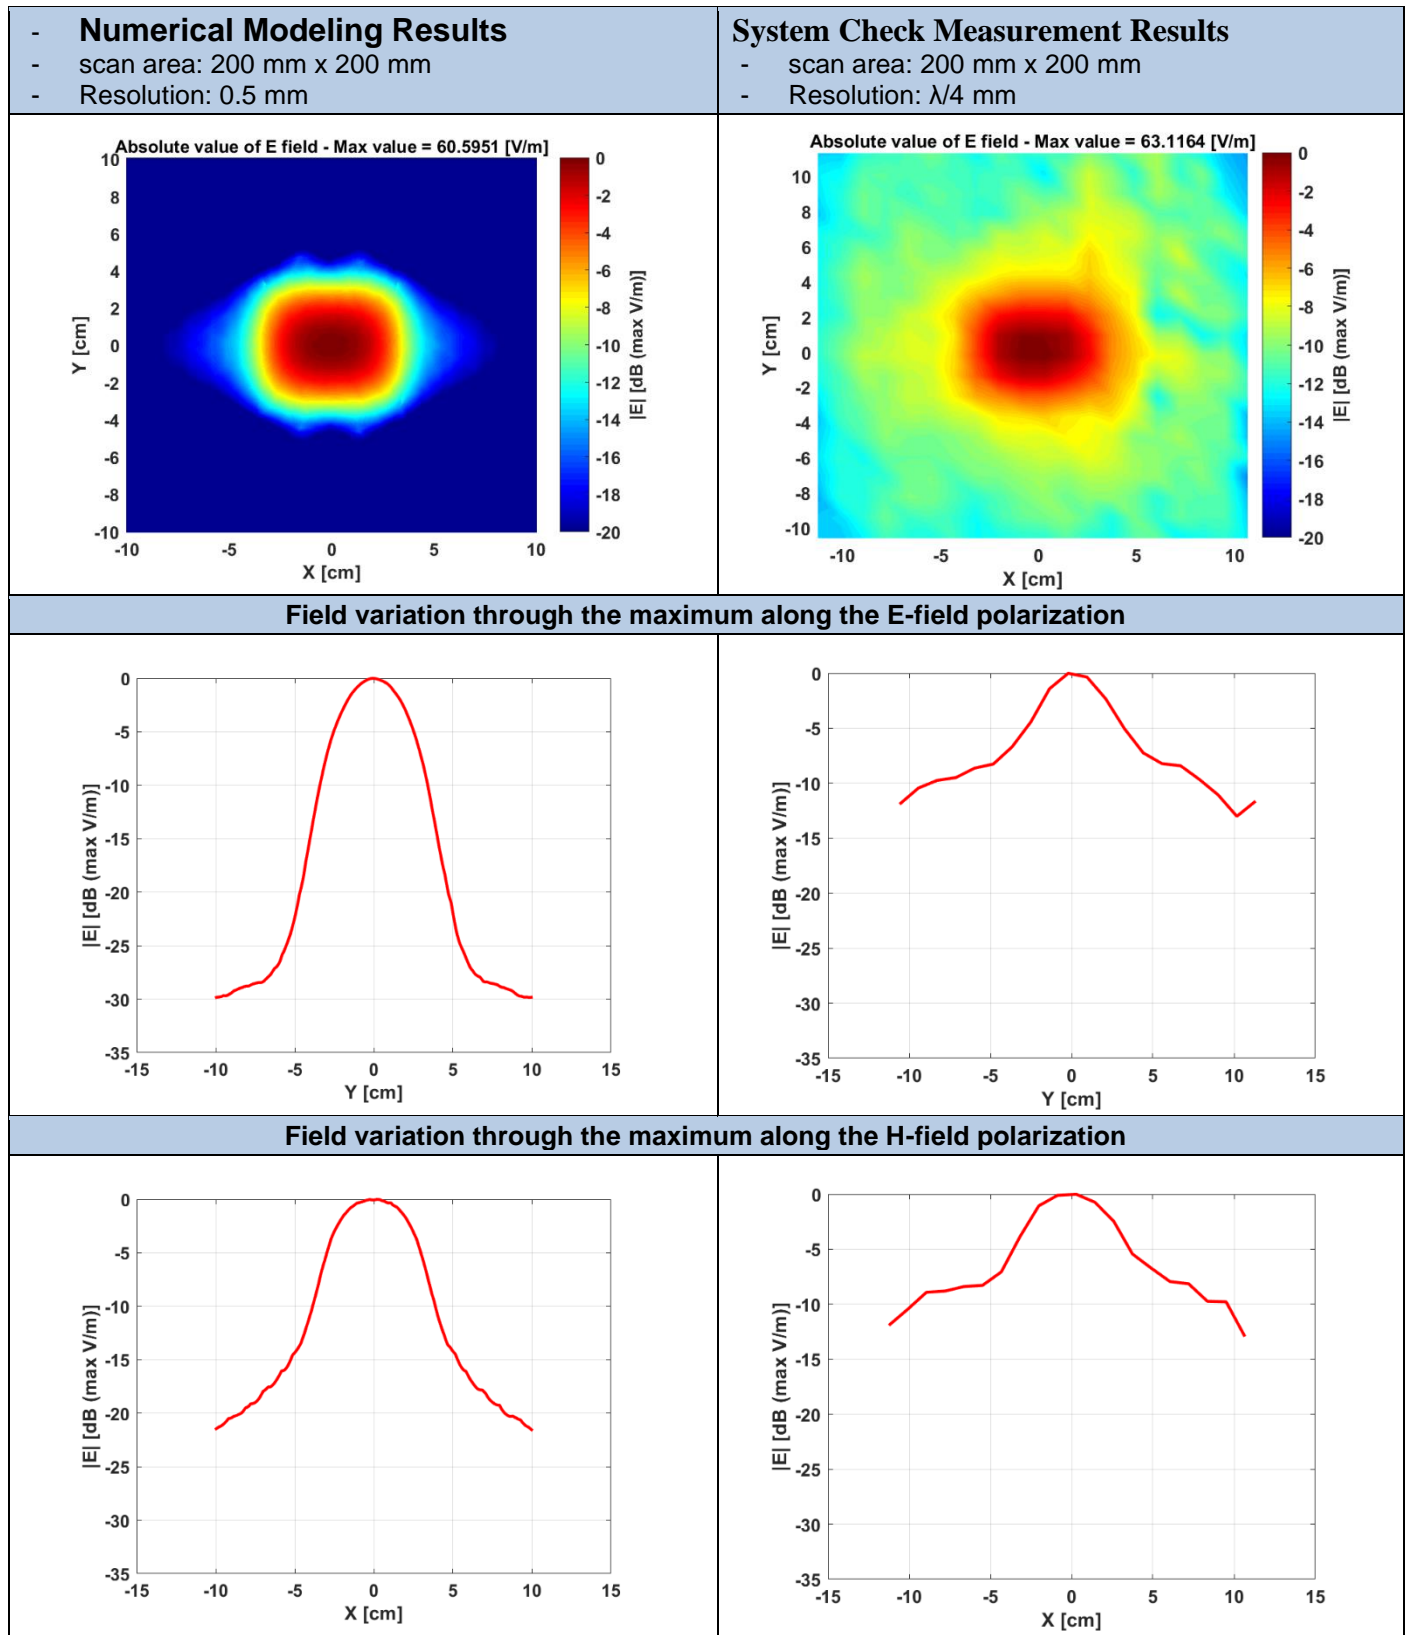 - Numerical Modeling Results
- scan area: 200 mm x 200 mm
- Resolution: 0.5 mm
System Check Measurement Results
- scan area: 200 mm x 200 mm
- Resolution: λ/4 mm
Absolute value of E field - Max value = 60.5951 [V/m]
10
8
6
4
2
0
-2
-4
-6
-8
-10
Y [cm]
-10 -5 0 5 10
X [cm]
0
-2
-4
-6
-8
-10
-12
-14
-16
-18
-20
|E| [dB (max V/m)]
Absolute value of E field - Max value = 63.1164 [V/m]
10
8
6
4
2
0
-2
-4
-6
-8
-10
Y [cm]
-10 -5 0 5 10
X [cm]
0
-2
-4
-6
-8
-10
-12
-14
-16
-18
-20
|E| [dB (max V/m)]
Field variation through the maximum along the E-field polarization
0
-5
-10
-15
-20
-25
-30
-35
|E| [dB (max V/m)]
-15 -10 -5 0 5 10 15
Y [cm]
0
-5
-10
-15
-20
-25
-30
-35
|E| [dB (max V/m)]
-15 -10 -5 0 5 10 15
Y [cm]
Field variation through the maximum along the H-field polarization
0
-5
-10
-15
-20
-25
-30
-35
|E| [dB (max V/m)]
-15 -10 -5 0 5 10 15
X [cm]
0
-5
-10
-15
-20
-25
-30
-35
|E| [dB (max V/m)]
-15 -10 -5 0 5 10 15
X [cm]